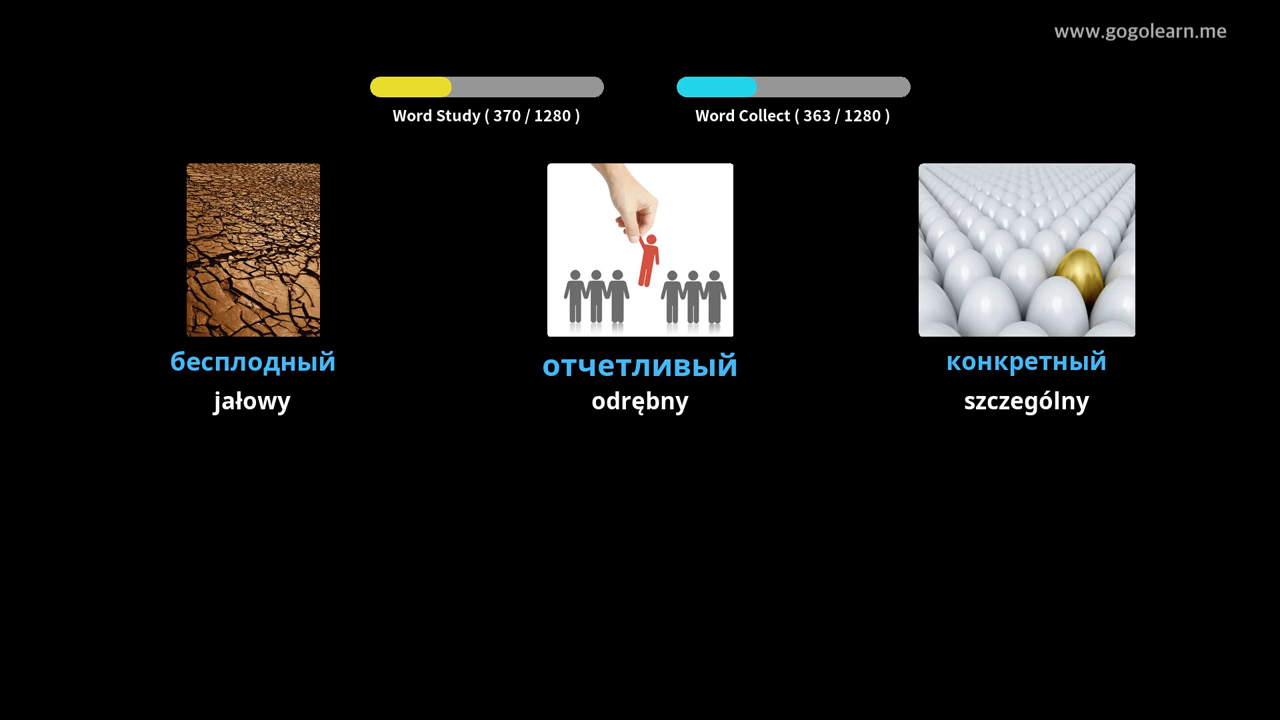 www.gogolearn.me
Word Study ( 370 / 1280 )
Word Collect ( 363 / 1280 )
бесплодный
отчетливый
конкретный
jałowy
odrębny
szczególny